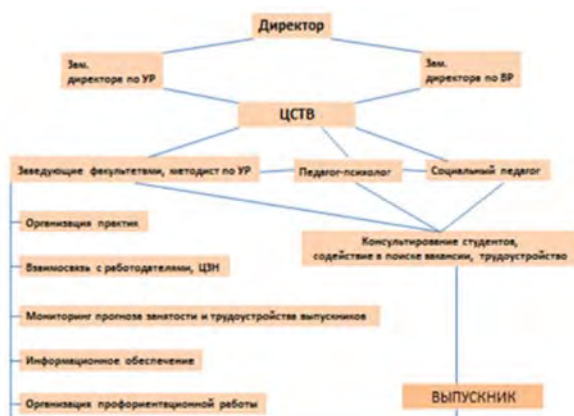 Директор
Зам.
директора по УР
Зам.
директора по ВР
ЦСТВ
Заведующие факультетами, методист по УР
Педагог-психолог
Социальный педагог
Организация практик
Консультирование студентов,
содействие в поиске вакансии, трудоустройство
Взаимосвязь с работодателями, ЦЗН
Мониторинг прогноза занятости и трудоустройства выпускников
Информационное обеспечение
ВЫПУСКНИК
Организация профориентационной работы